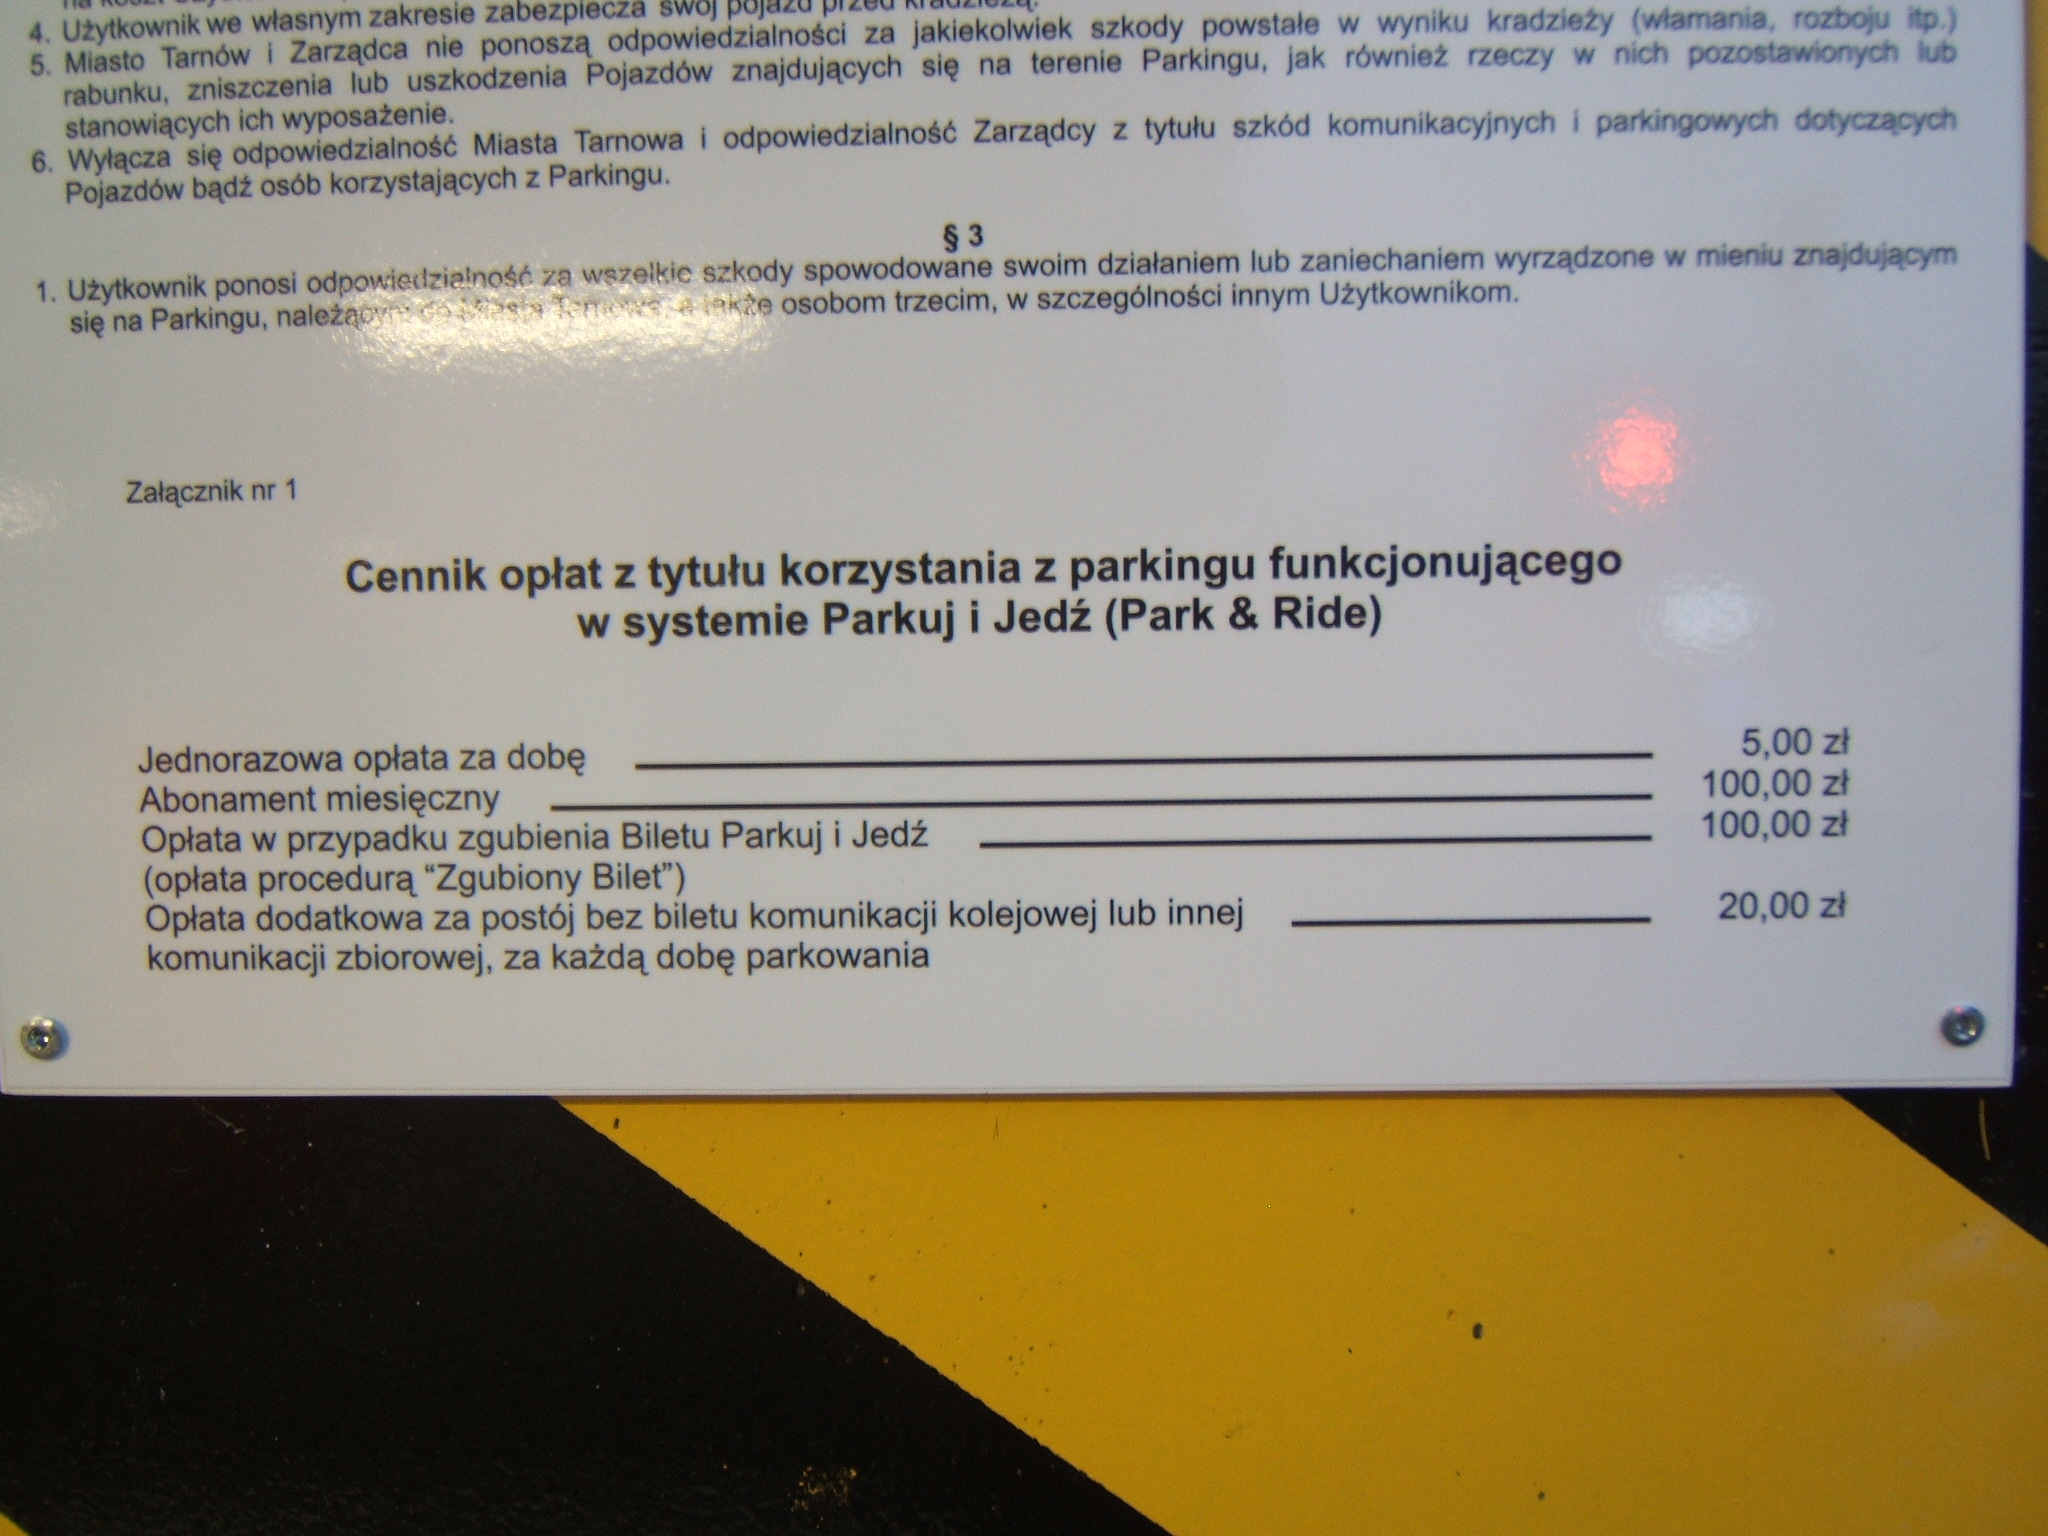 na koszt
4. Użytkownik we własnym zakresie zabezpiecza swój pojazd przed kradzieżą.
5. Miasto Tarnów i Zarządca nie ponoszą odpowiedzialności za jakiekolwiek szkody powstałe w wyniku kradzieży (włamania, rozboju itp.)
rabunku, zniszczenia lub uszkodzenia Pojazdów znajdujących się na terenie Parkingu, jak również rzeczy w nich pozostawionych lub
stanowiących ich wyposażenie.
6. Wyłącza się odpowiedzialność Miasta Tarnowa i odpowiedzialność Zarządcy z tytułu szkód komunikacyjnych i parkingowych dotyczących
Pojazdów bądź osób korzystających z Parkingu.
§ 3
1. Użytkownik ponosi odpowiedzialność za wszelkie szkody spowodowane swoim działaniem lub zaniechaniem wyrządzone w mieniu znajdującym
się na Parkingu, należącym do Miasta Tarnowa, a także osobom trzecim, w szczególności innym Użytkownikom.
Załącznik nr 1
Cennik opłat z tytułu korzystania z parkingu funkcjonującego
w systemie Parkuj i Jedź (Park & Ride)
Jednorazowa opłata za dobę 5,00 zł
Abonament miesięczny 100,00 zł
Opłata w przypadku zgubienia Biletu Parkuj i Jedź 100,00 zł
(opłata procedurą “Zgubiony Bilet”)
Opłata dodatkowa za postój bez biletu komunikacji kolejowej lub innej 20,00 zł
komunikacji zbiorowej, za każdą dobę parkowania